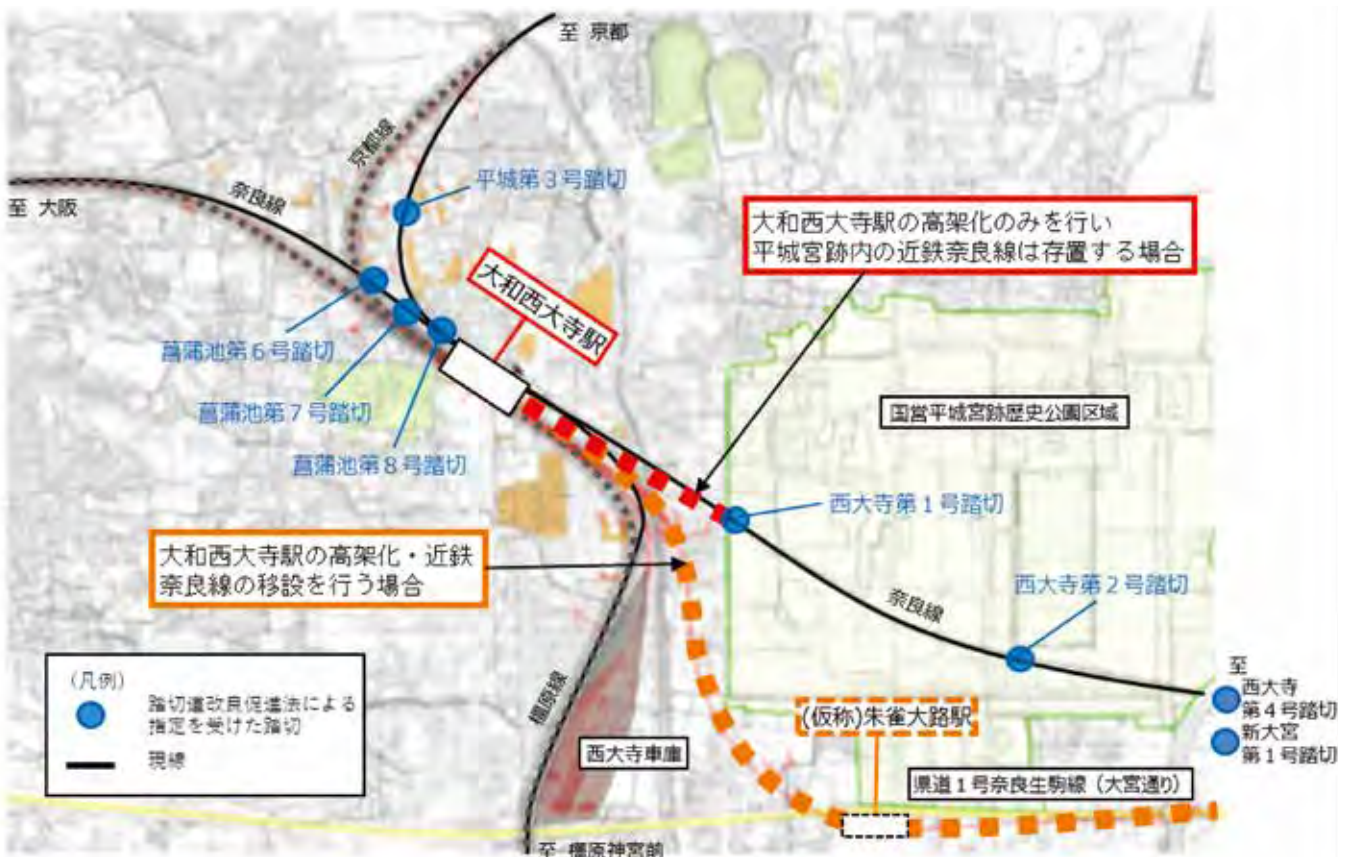 至 京都
京都線
奈良線
至 大阪
平城第３号踏切
大和西大寺駅の高架化のみを行い
平城宮跡内の近鉄奈良線は存置する場合
大和西大寺駅
菖蒲池第６号踏切
菖蒲池第７号踏切
菖蒲池第８号踏切
国営平城宮跡歴史公園区域
西大寺第１号踏切
大和西大寺駅の高架化・近鉄
奈良線の移設を行う場合
西大寺第２号踏切
奈良線
(凡例)
踏切道改良促進法による
指定を受けた踏切
現線
橿原線
西大寺車庫
(仮称)朱雀大路駅
至
西大寺
第４号踏切
新大宮
第１号踏切
県道１号奈良生駒線（大宮通り）
至 橿原神宮前